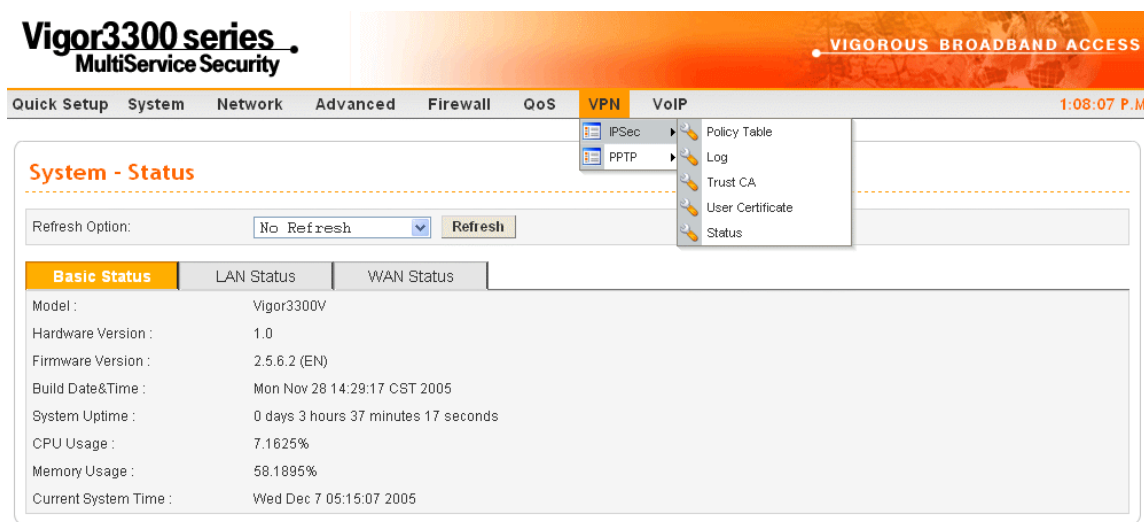 Vigor3300 series
MultiService Security
VIGOROUS BROADBAND ACCESS
Quick Setup System Network Advanced Firewall QoS VPN VoIP 1:08:07 P.M
IPSec
PPTP
Policy Table
Log
Trust CA
User Certificate
Status
System - Status
Refresh Option: No Refresh Refresh
Basic Status LAN Status WAN Status
Model : Vigor3300V
Hardware Version : 1.0
Firmware Version : 2.5.6.2 (EN)
Build Date&Time : Mon Nov 28 14:29:17 CST 2005
System Uptime : 0 days 3 hours 37 minutes 17 seconds
CPU Usage : 7.1625%
Memory Usage : 58.1895%
Current System Time : Wed Dec 7 05:15:07 2005